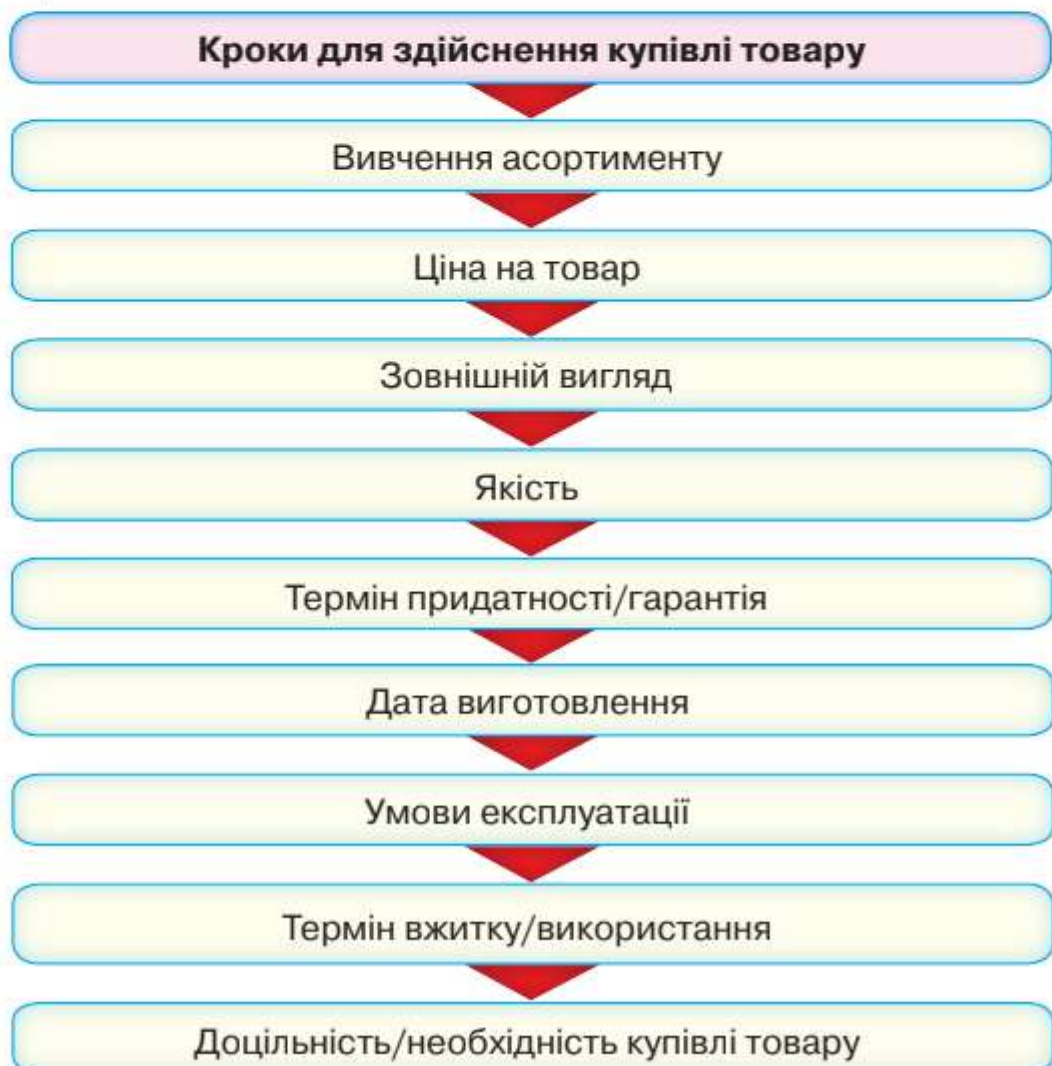 Кроки для здійснення купівлі товару
Вивчення асортименту
Ціна на товар
Зовнішній вигляд
Якість
Термін придатності/гарантія
Дата виготовлення
Умови експлуатації
Термін вжитку/використання
Доцільність/необхідність купівлі товару